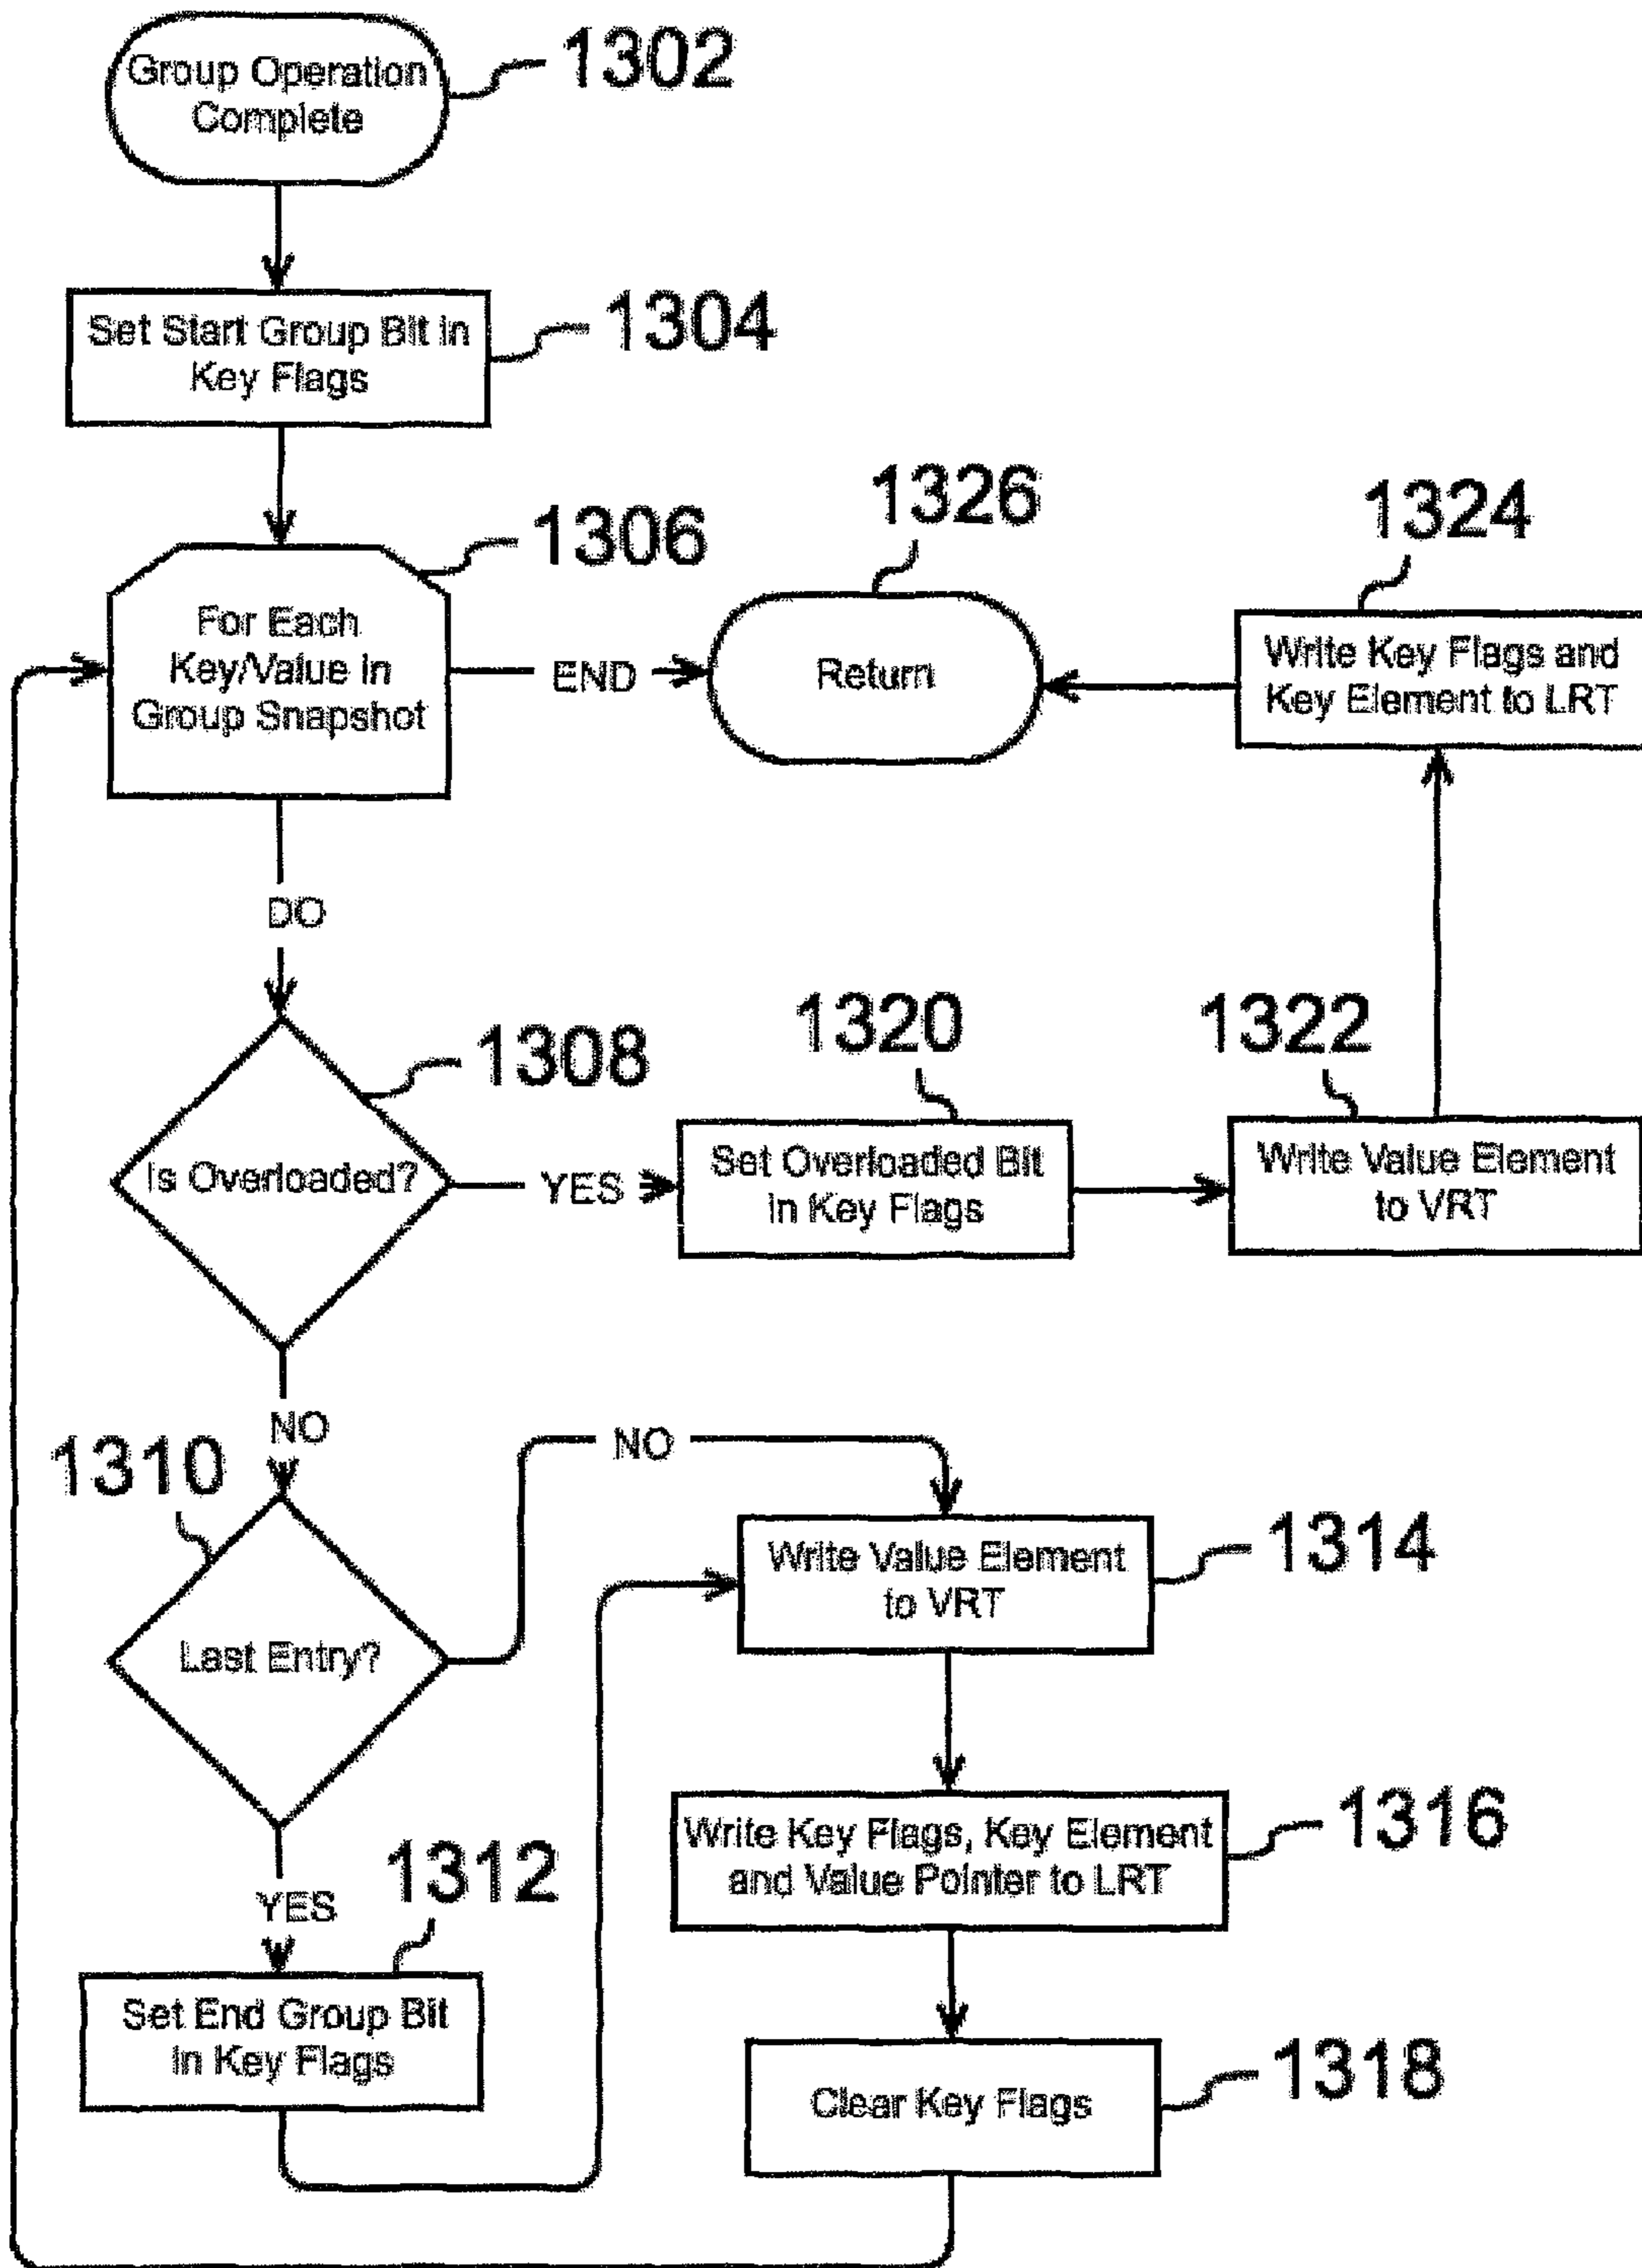 Group Operation
Complete
1302
Set Start Group Bit in
Key Flags
1304
For Each
Key/Value in
Group Snapshot
1306
END
Return
1326
Write Key Flags and
Key Element to LRT
1324
DO
Is Overloaded?
1308
YES
Set Overloaded Bit
in Key Flags
1320
Write Value Element
to VRT
1322
NO
1310
Last Entry?
NO
Write Value Element
to VRT
1314
Write Key Flags, Key Element
and Value Pointer to LRT
1316
YES
1312
Set End Group Bit
in Key Flags
Clear Key Flags
1318